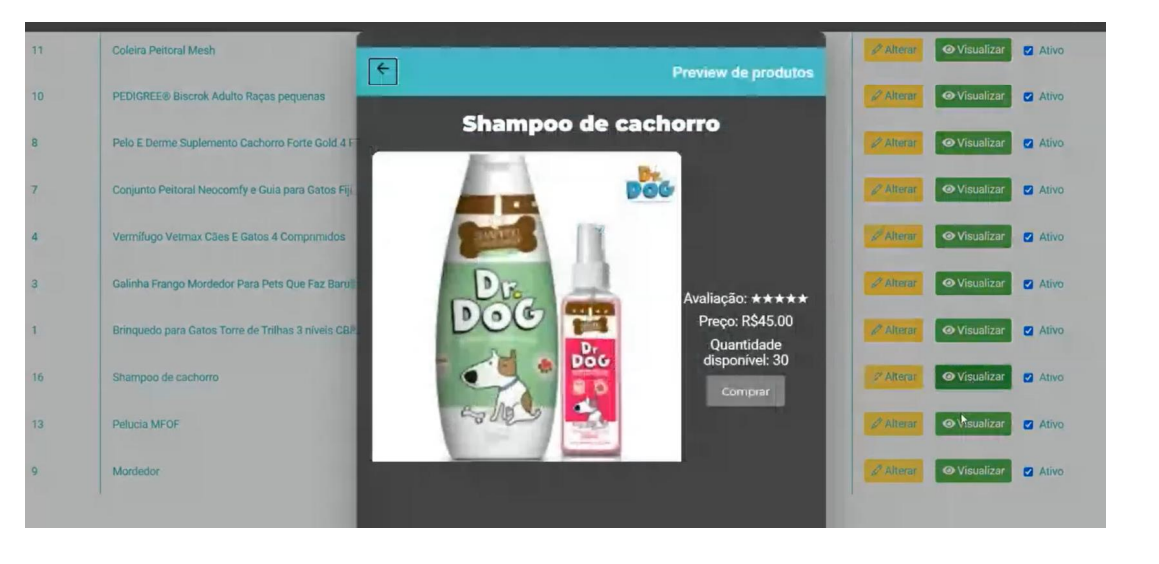 Preview de produtos
Shampoo de cachorro
Dr.
DOG
Dr.
DOG
Dr
DOG
Avaliação: ★★★★★
Preço: R$45.00
Quantidade
disponível: 30
Comprar
11 Coleira Peitoral Mesh Alterar Visualizar Ativo
10 PEDIGREE® Biscrok Adulto Raças pequenas Alterar Visualizar Ativo
8 Pelo E Derme Suplemento Cachorro Forte Gold 4 Alterar Visualizar Ativo
7 Conjunto Peitoral Neocomfy e Guia para Gatos Fiji Alterar Visualizar Ativo
4 Vermífugo Vetmax Cães E Gatos 4 Comprimidos Alterar Visualizar Ativo
3 Galinha Frango Mordedor Para Pets Que Faz Alterar Visualizar Ativo
1 Brinquedo para Gatos Torre de Trilhas 3 níveis Alterar Visualizar Ativo
16 Shampoo de cachorro Alterar Visualizar Ativo
13 Pelucia MFOF Alterar Visualizar Ativo
9 Mordedor Alterar Visualizar Ativo